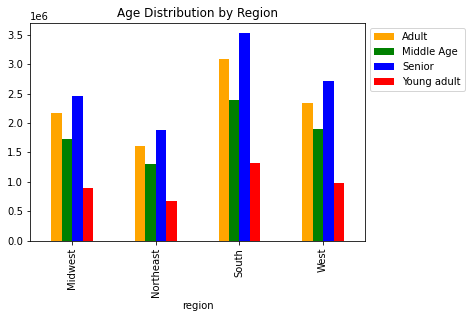 Age Distribution by Region
1e6
3.5
3.0
2.5
2.0
1.5
1.0
0.5
0.0
Midwest
Northeast
South
West
region
Adult
Middle Age
Senior
Young adult